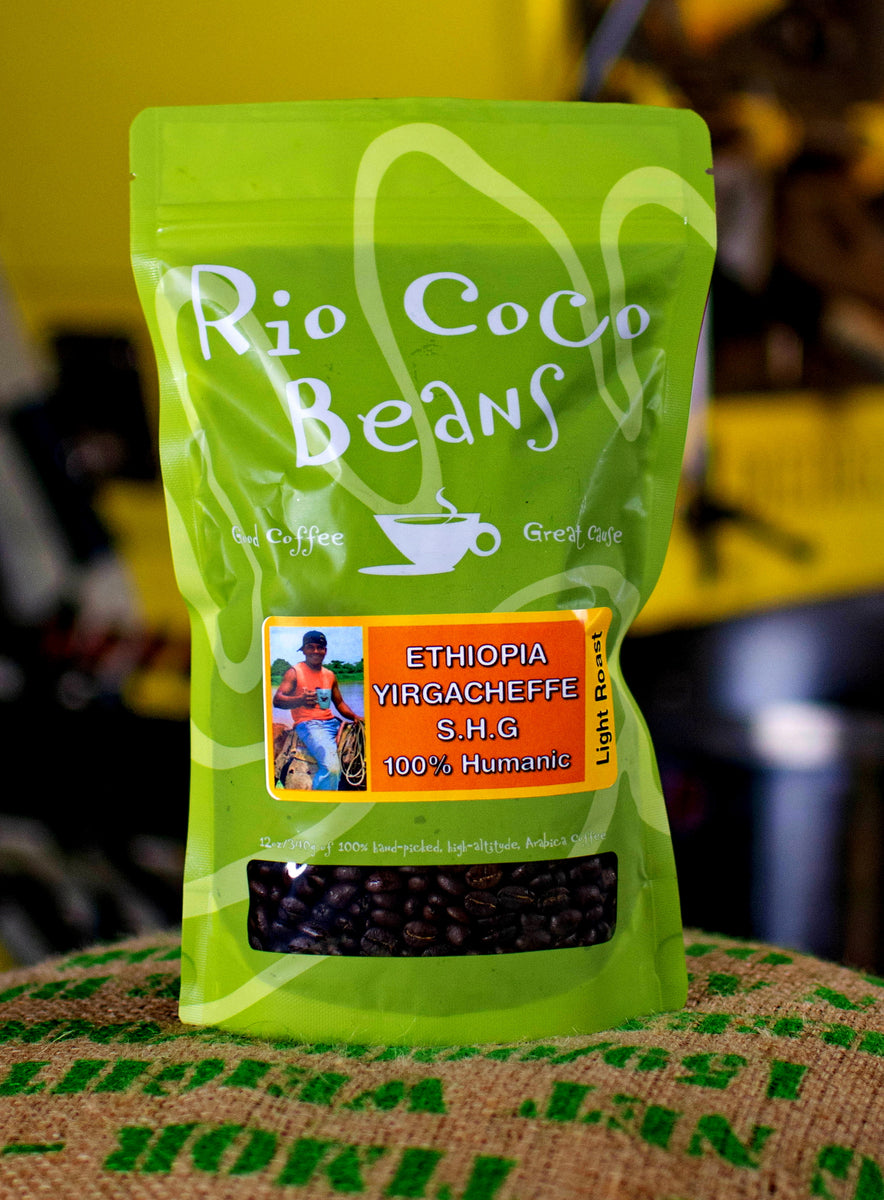 Rio Coco
Beans
Good Coffee
Great Cause
ETHIOPIA
YIRGACHEFFE
S.H.G
100% Humanic
Light Roast
12oz/340g of 100% hand-picked, high-altitude, Arabica Coffee